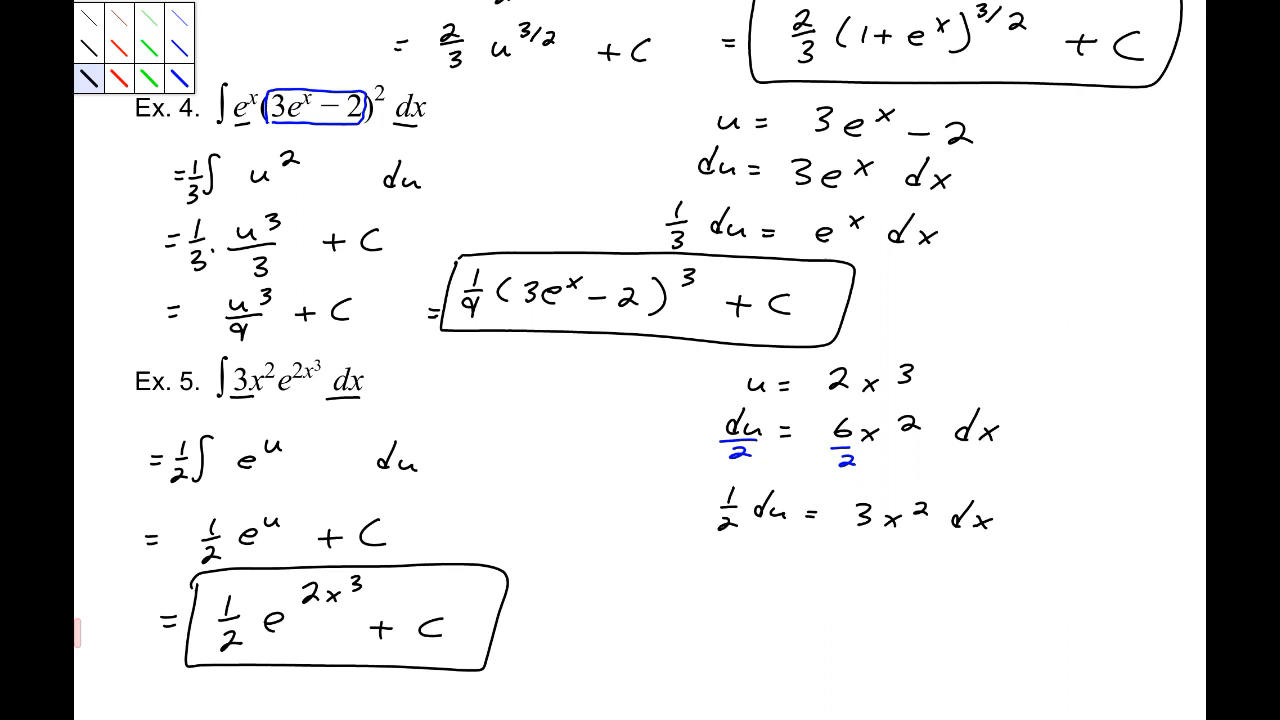 = 2/3 u^{3/2} + C = 2/3 (1 + e^x)^{3/2} + C
Ex. 4. ∫ e^x(3e^x − 2)^2 dx
u = 3e^x − 2
= 1/3 ∫ u^2 du
du = 3e^x dx
= 1/3 · u^3/3 + C
1/3 du = e^x dx
= u^3/9 + C = 1/9 (3e^x − 2)^3 + C
Ex. 5. ∫ 3x^2 e^{2x^3} dx
u = 2x^3
= 1/2 ∫ e^u du
du/2 = 6/2 x^2 dx
= 1/2 e^u + C
1/2 du = 3x^2 dx
= 1/2 e^{2x^3} + C